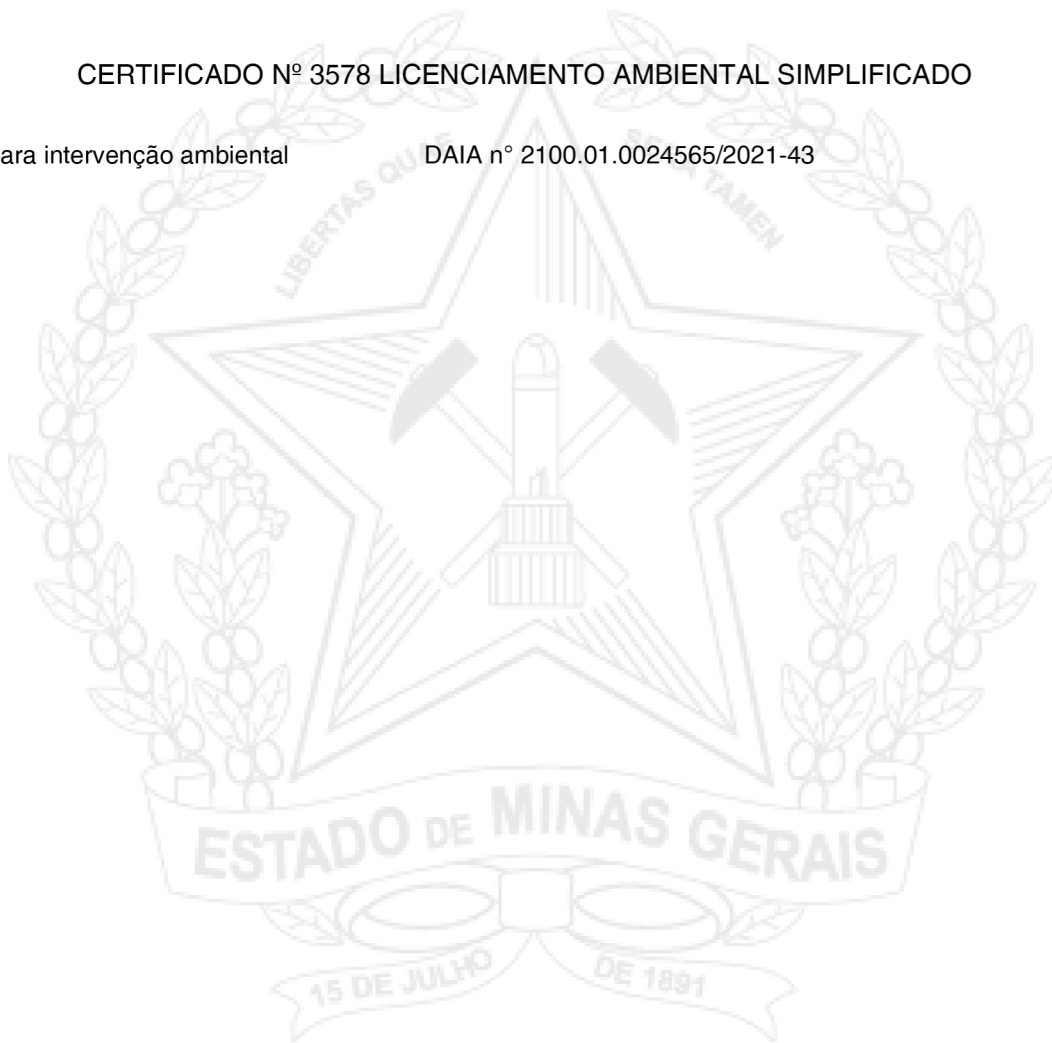 CERTIFICADO Nº 3578 LICENCIAMENTO AMBIENTAL SIMPLIFICADO
ara intervenção ambiental DAIA n° 2100.01.0024565/2021-43
LIBERTAS QUAE SERA TAMEN
ESTADO DE MINAS GERAIS
15 DE JULHO DE 1891